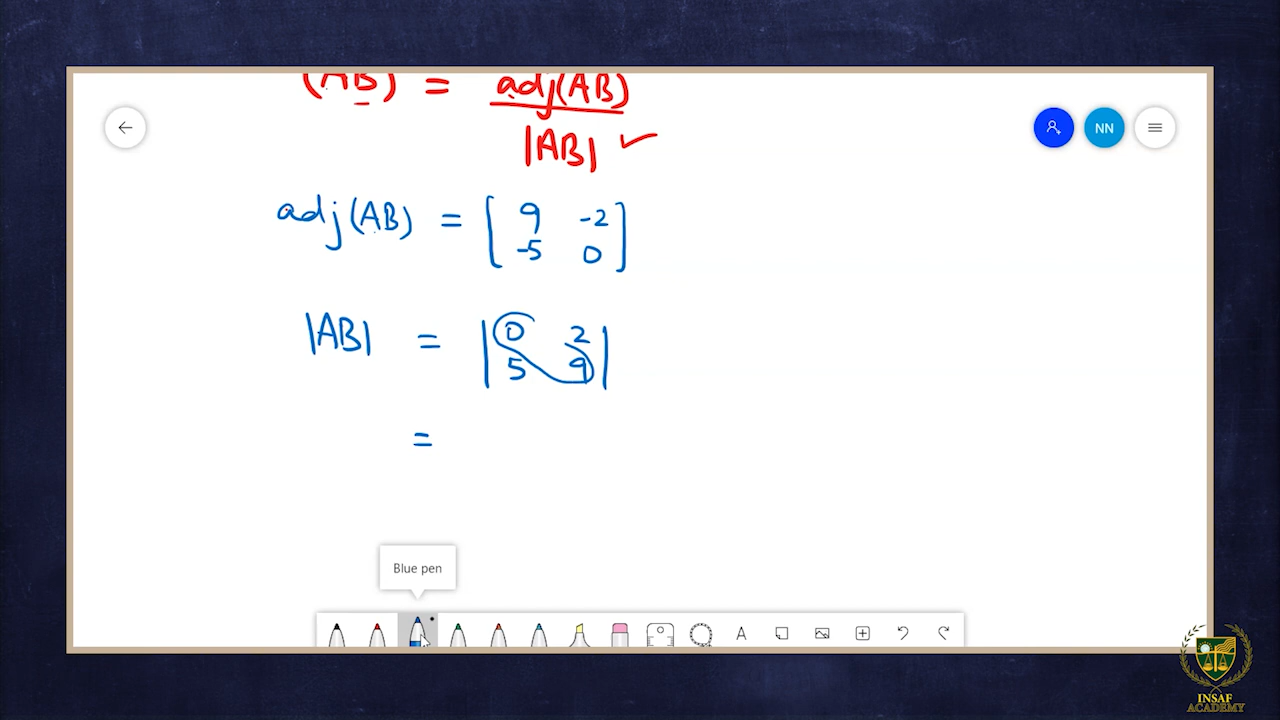 (AB) = adj(AB)
|AB| ✓
NN
adj(AB) = [ 9 -2
-5 0 ]
|AB| = | 0 2
5 9 |
=
Blue pen
A
INSAF
ACADEMY